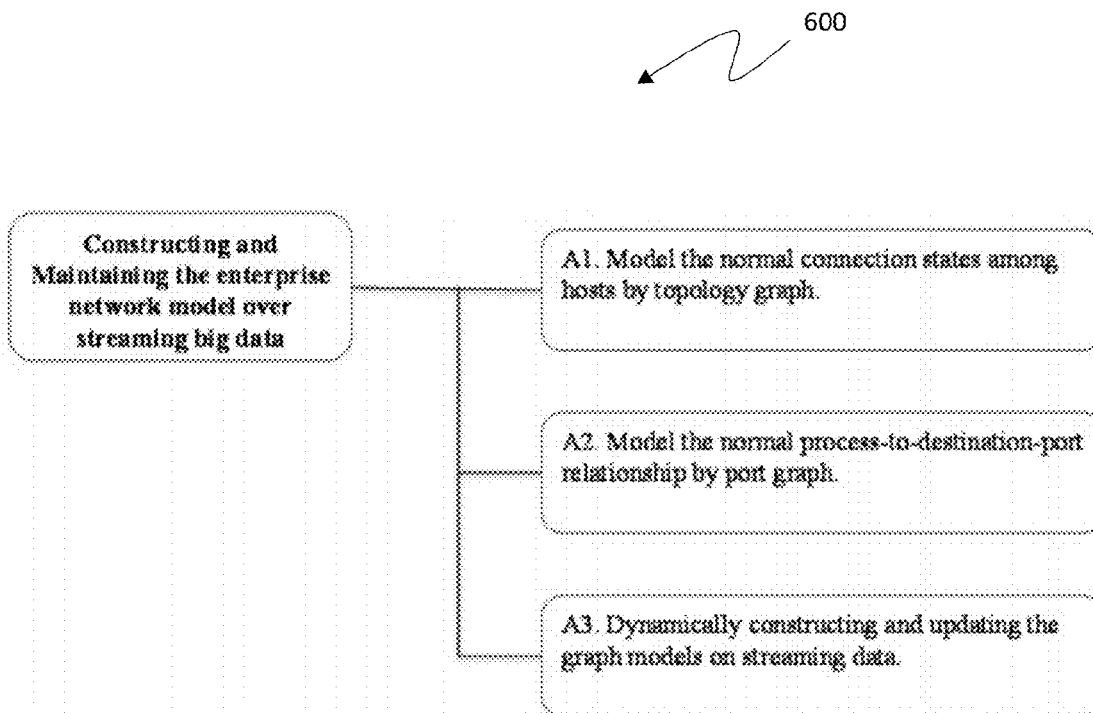 600
Constructing and
Maintaining the enterprise
network model over
streaming big data
A1. Model the normal connection states among
hosts by topology graph.
A2. Model the normal process-to-destination-port
relationship by port graph.
A3. Dynamically constructing and updating the
graph models on streaming data.